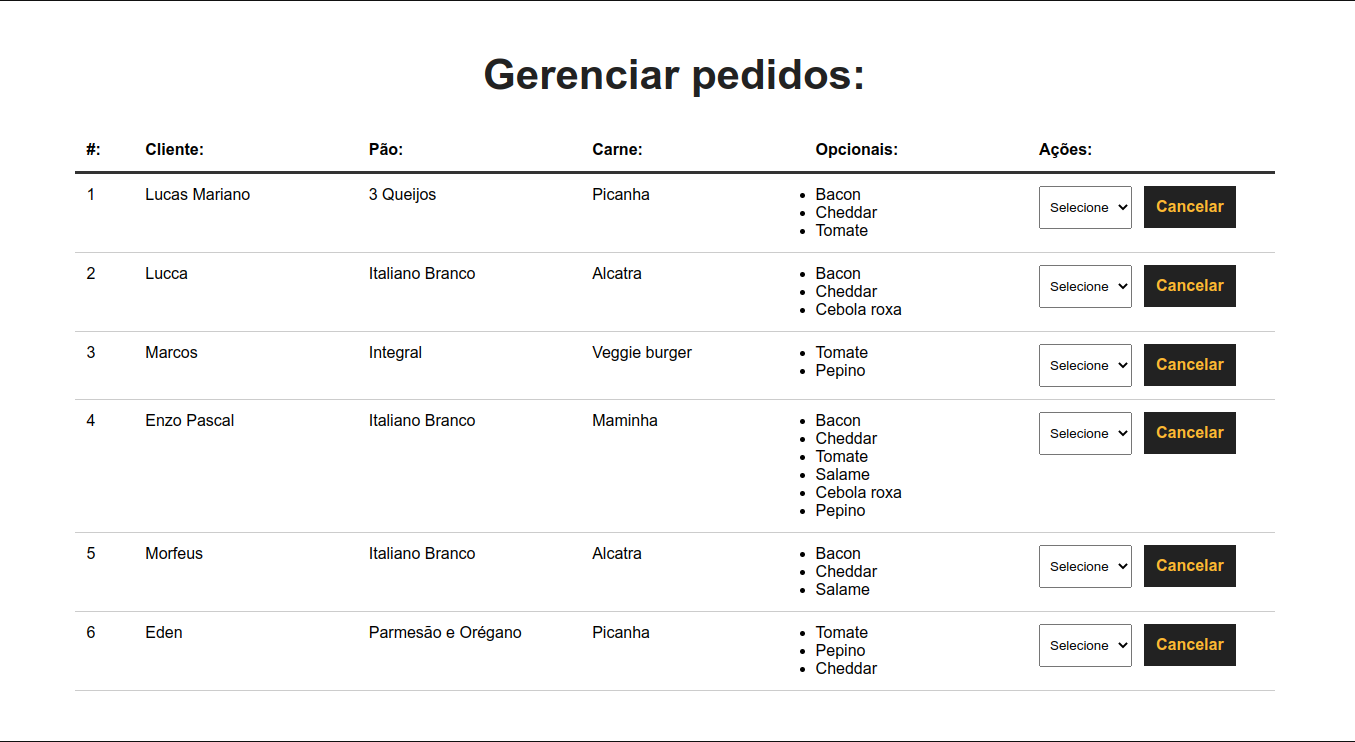 Gerenciar pedidos:
#: Cliente: Pão: Carne: Opcionais: Ações:
1 Lucas Mariano 3 Queijos Picanha Bacon Selecione Cancelar
Cheddar
Tomate
2 Lucca Italiano Branco Alcatra Bacon Selecione Cancelar
Cheddar
Cebola roxa
3 Marcos Integral Veggie burger Tomate Selecione Cancelar
Pepino
4 Enzo Pascal Italiano Branco Maminha Bacon Selecione Cancelar
Cheddar
Tomate
Salame
Cebola roxa
Pepino
5 Morfeus Italiano Branco Alcatra Bacon Selecione Cancelar
Cheddar
Salame
6 Eden Parmesão e Orégano Picanha Tomate Selecione Cancelar
Pepino
Cheddar